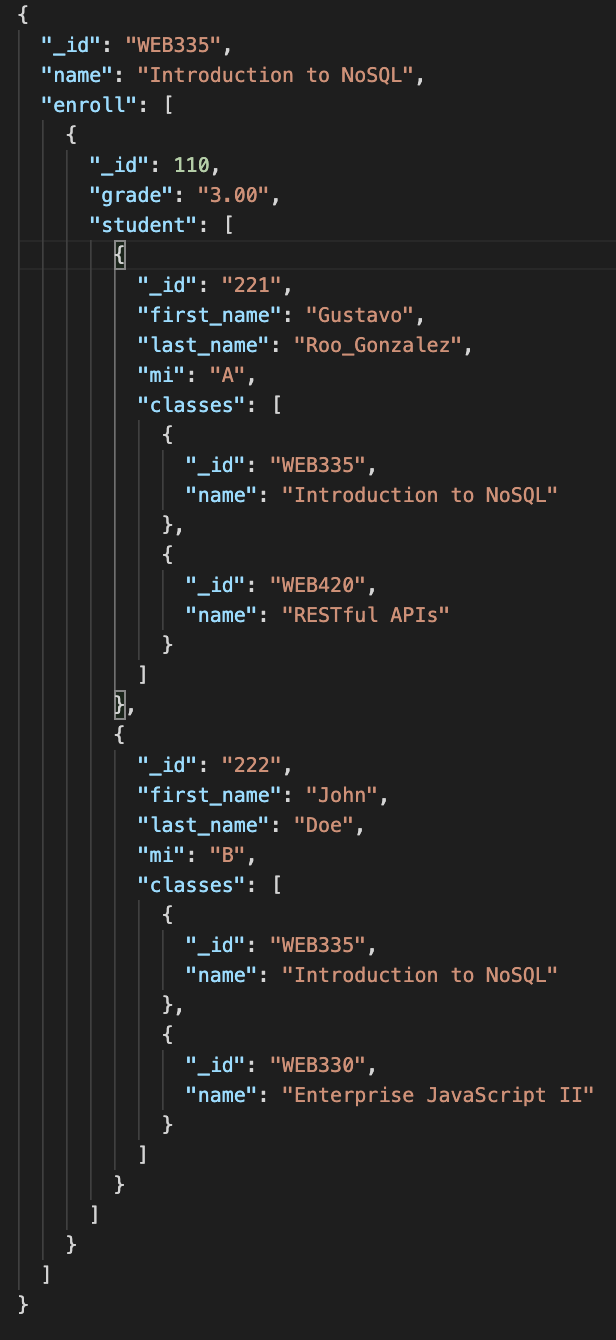 {
  "_id": "WEB335",
  "name": "Introduction to NoSQL",
  "enroll": [
    {
      "_id": 110,
      "grade": "3.00",
      "student": [
        {
          "_id": "221",
          "first_name": "Gustavo",
          "last_name": "Roo_Gonzalez",
          "mi": "A",
          "classes": [
            {
              "_id": "WEB335",
              "name": "Introduction to NoSQL"
            },
            {
              "_id": "WEB420",
              "name": "RESTful APIs"
            }
          ]
        },
        {
          "_id": "222",
          "first_name": "John",
          "last_name": "Doe",
          "mi": "B",
          "classes": [
            {
              "_id": "WEB335",
              "name": "Introduction to NoSQL"
            },
            {
              "_id": "WEB330",
              "name": "Enterprise JavaScript II"
            }
          ]
        }
      ]
    }
  ]
}